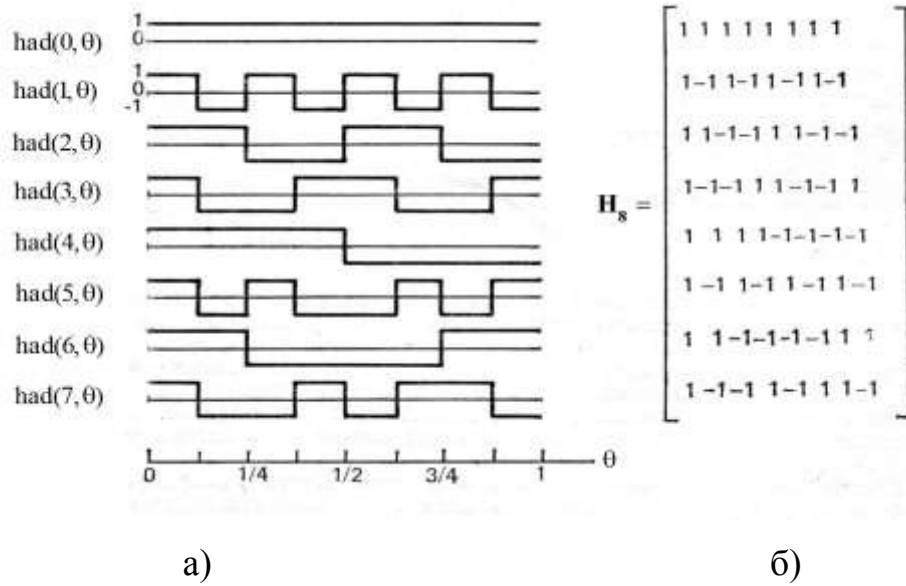 1
0
had(0,θ)
1
0
-1
had(1,θ)
had(2,θ)
had(3,θ)
had(4,θ)
had(5,θ)
had(6,θ)
had(7,θ)
0 1/4 1/2 3/4 1 θ
H₈ =
1 1 1 1 1 1 1 1
1-1 1-1 1-1 1-1
1 1-1-1 1 1-1-1
1-1-1 1 1-1-1 1
1 1 1 1-1-1-1-1
1 -1 1-1 1-1 1-1
1 1-1-1-1-1 1 1
1-1-1 1-1 1 1-1
а) б)